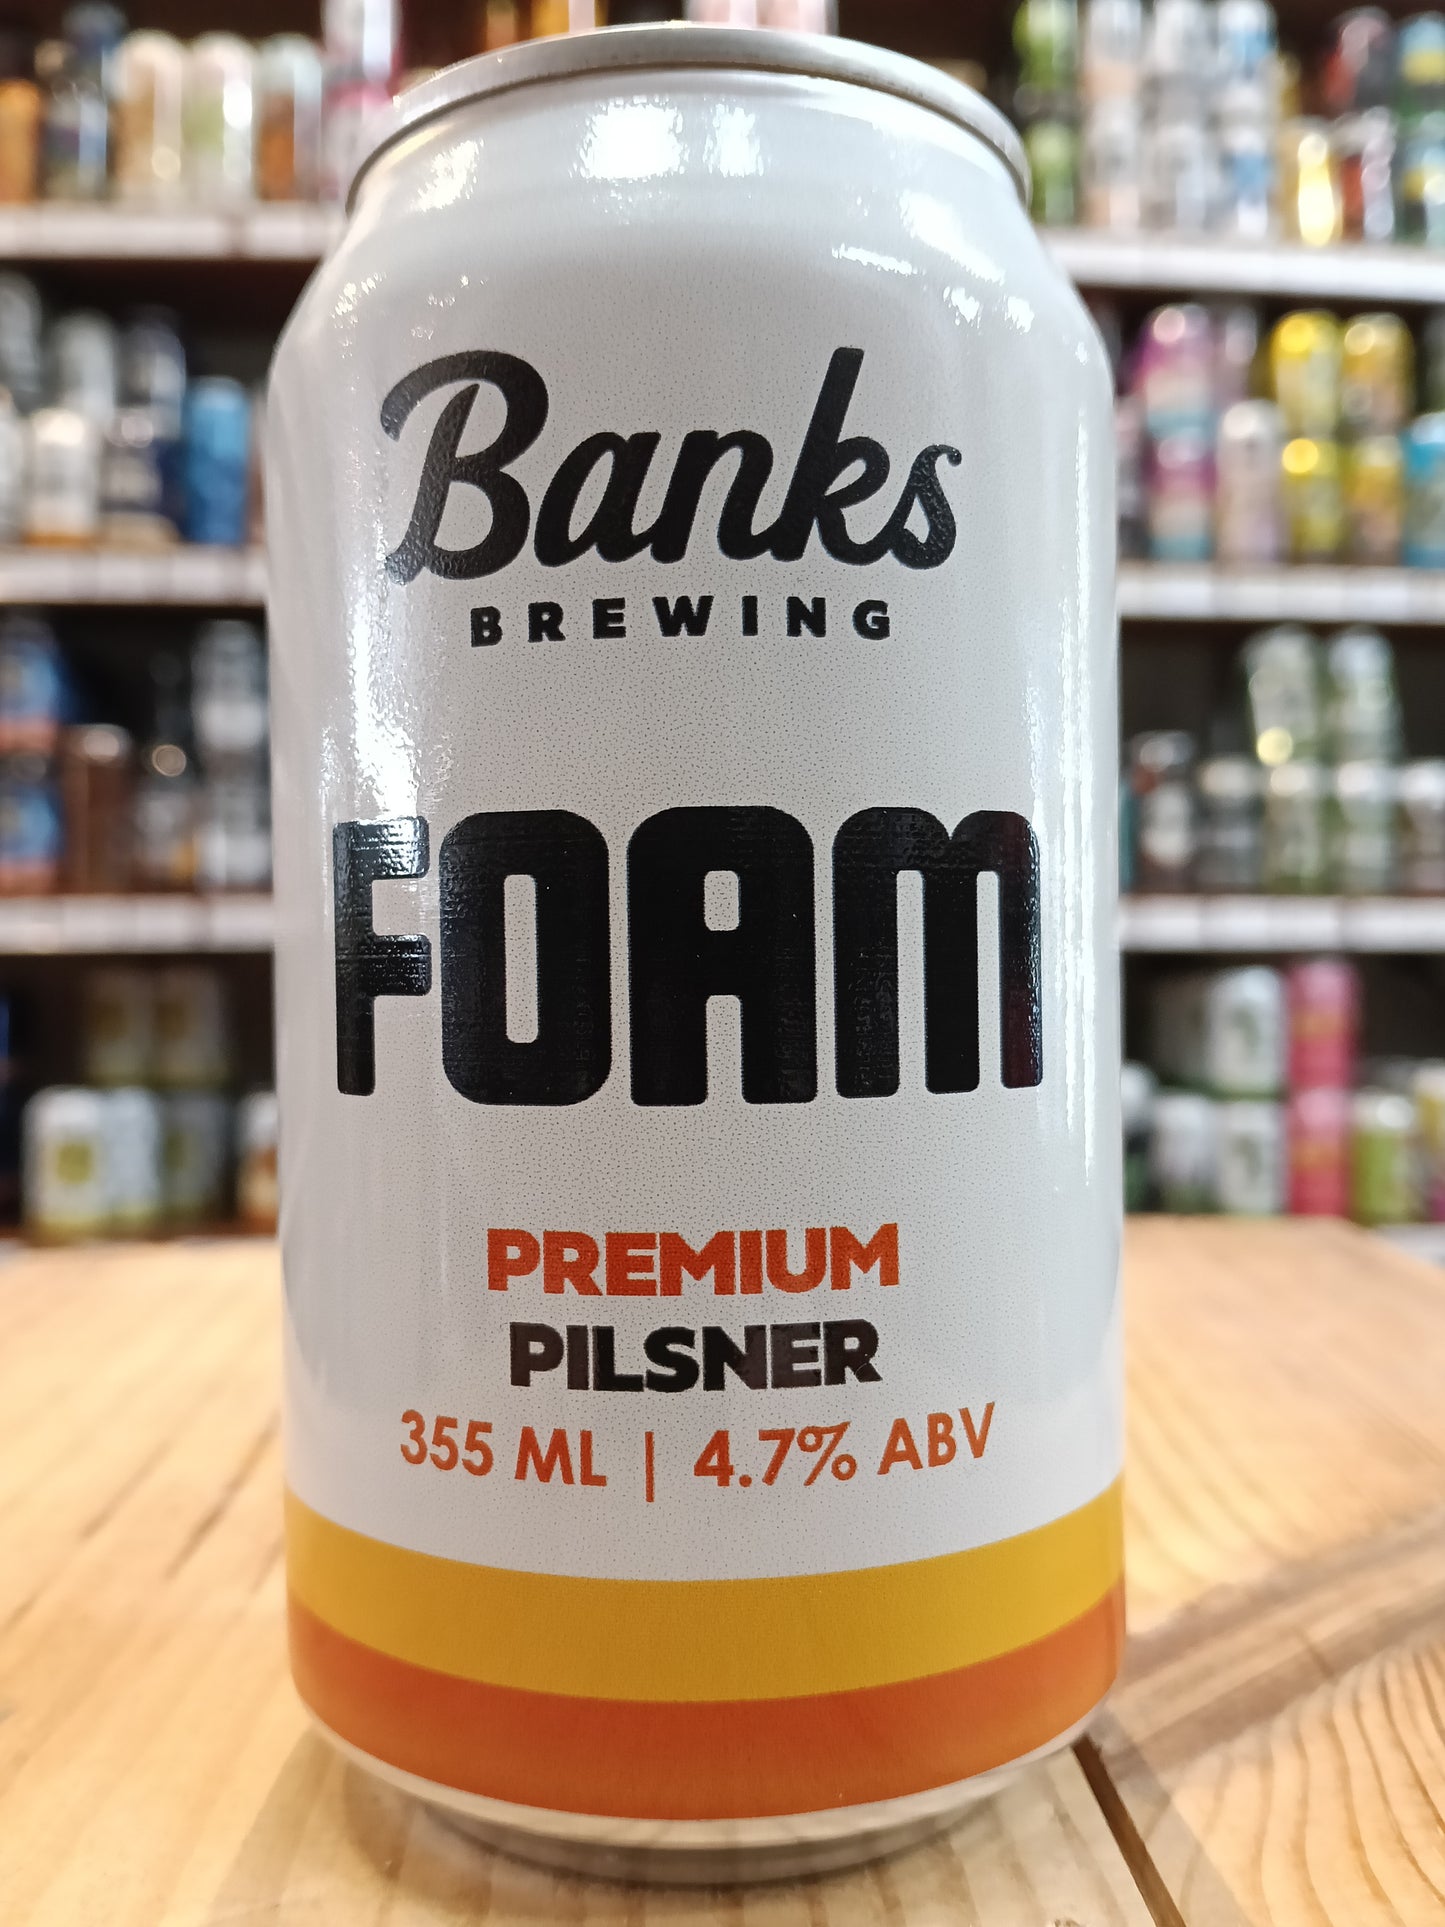 Banks
BREWING
FOAM
PREMIUM
PILSNER
355 ML | 4.7% ABV